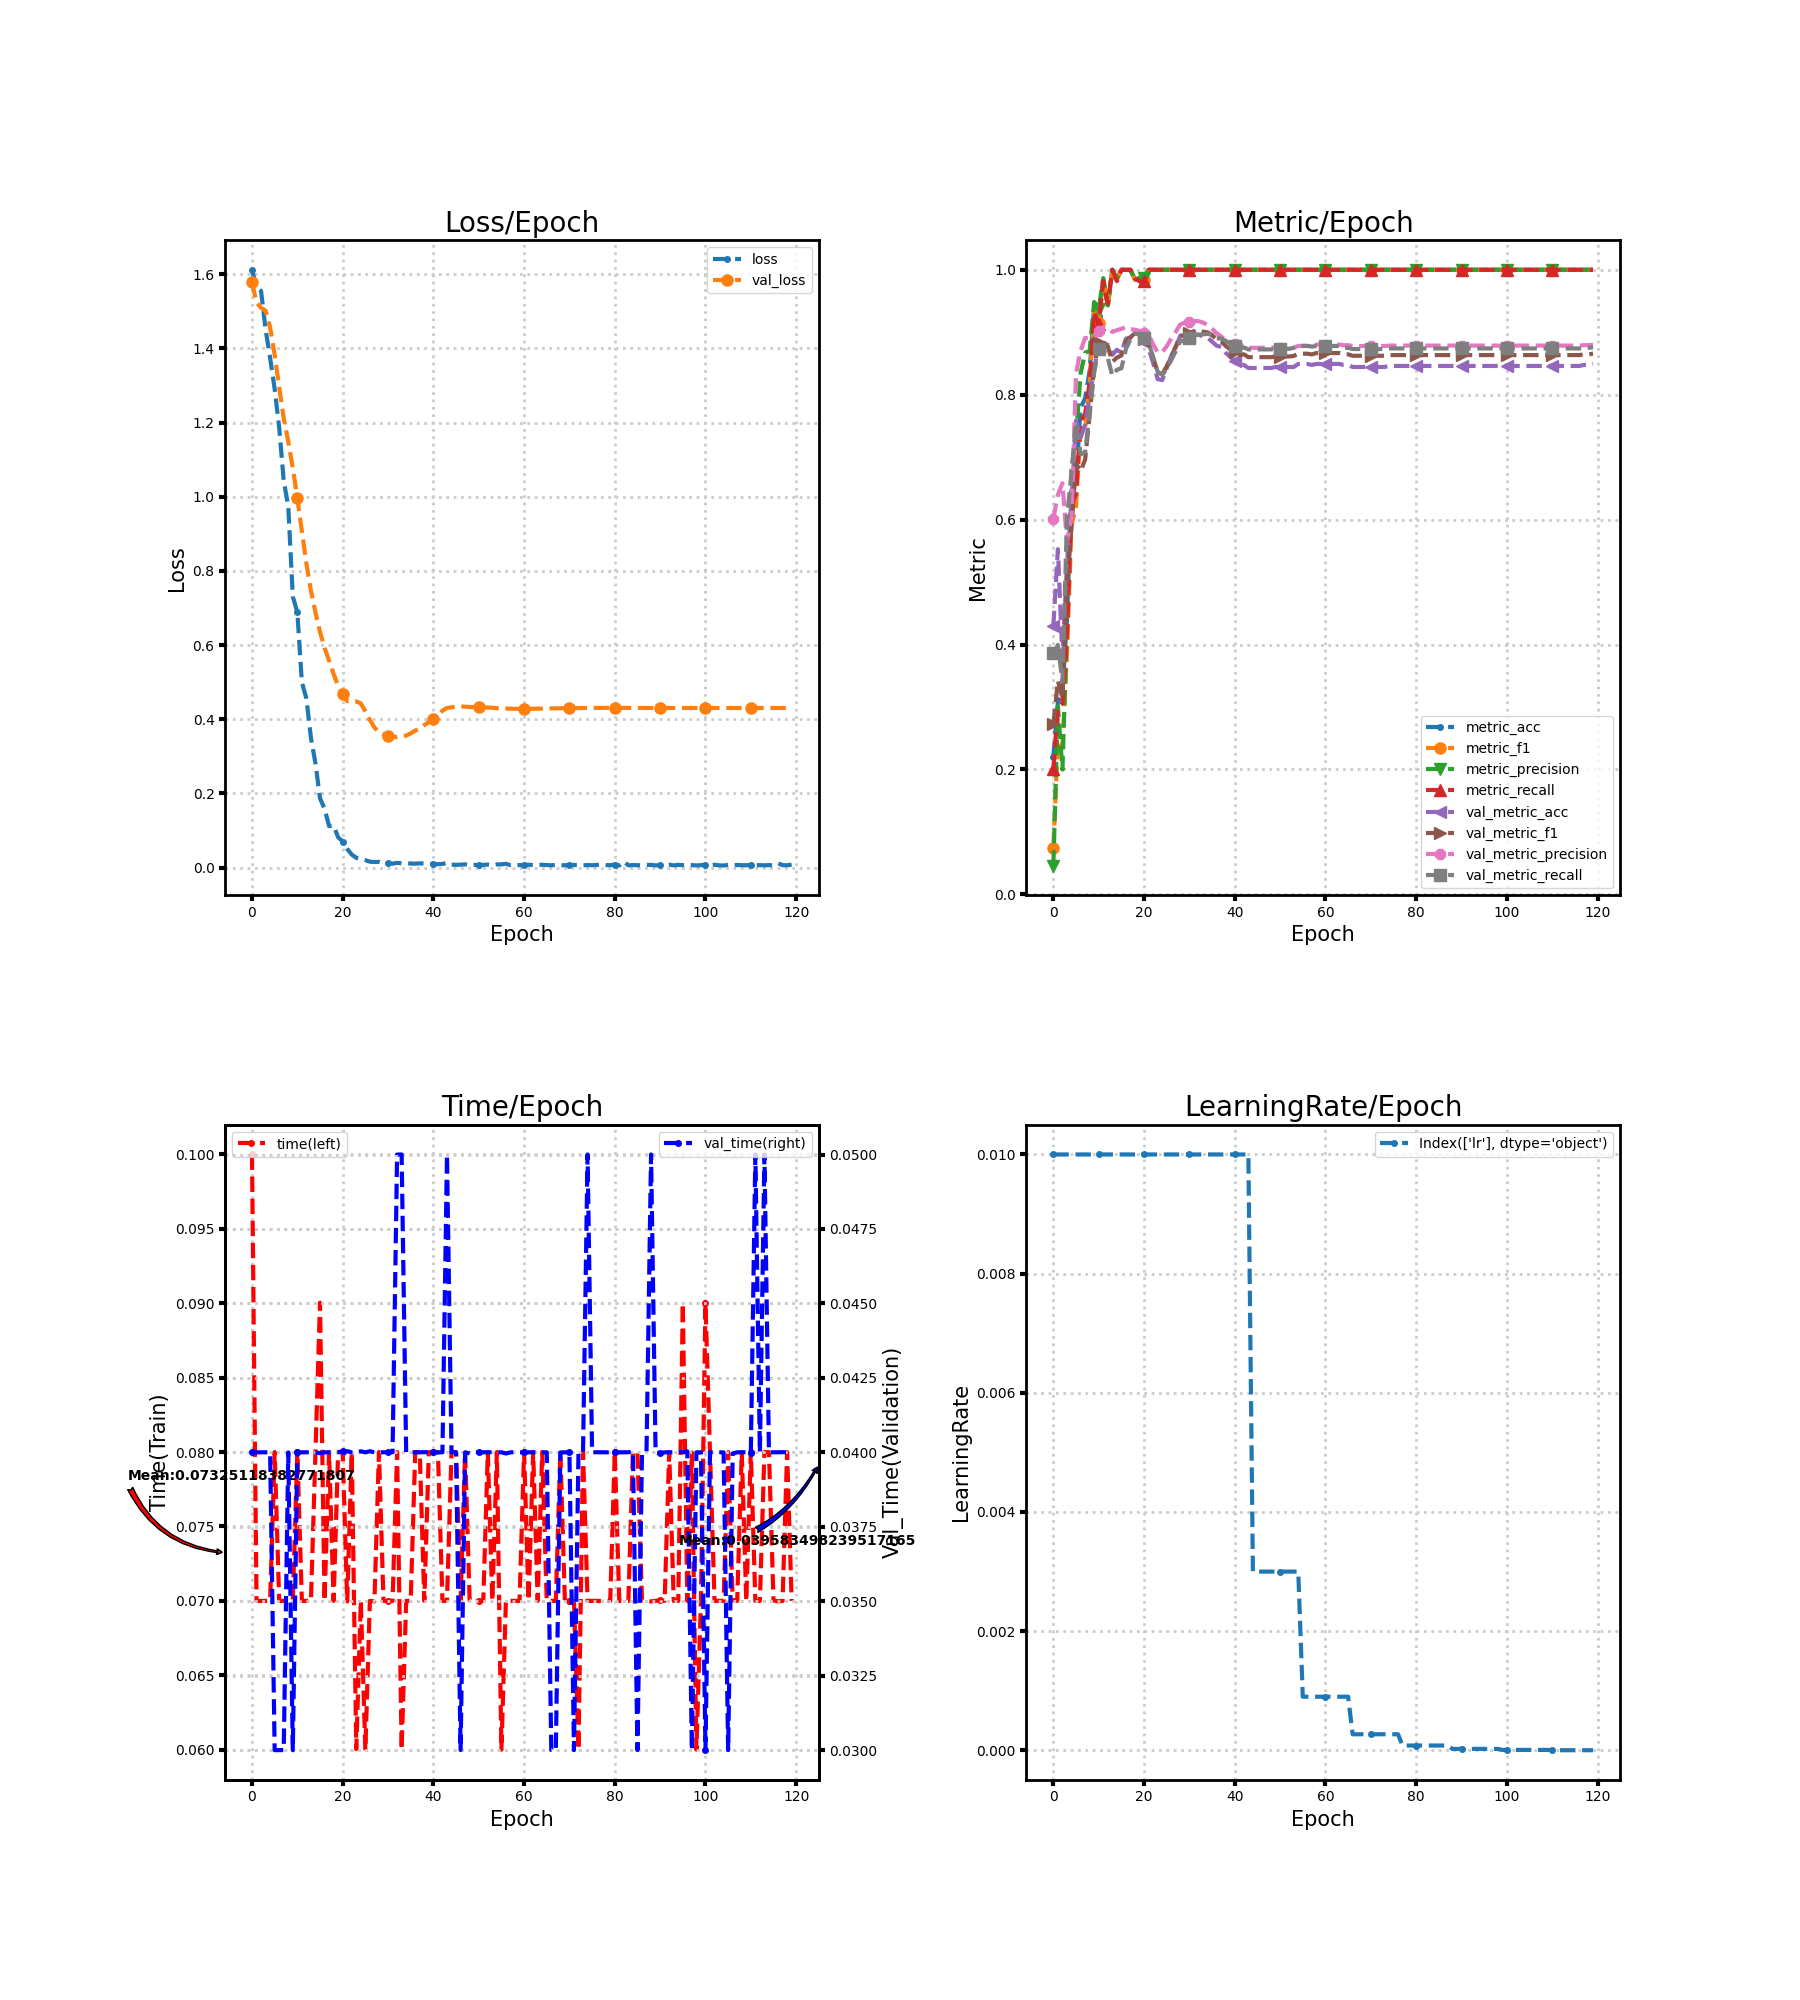 Loss/Epoch
Loss
1.6
1.4
1.2
1.0
0.8
0.6
0.4
0.2
0.0
loss
val_loss
0 20 40 60 80 100 120
Epoch
Metric/Epoch
Metric
1.0
0.8
0.6
0.4
0.2
0.0
metric_acc
metric_f1
metric_precision
metric_recall
val_metric_acc
val_metric_f1
val_metric_precision
val_metric_recall
0 20 40 60 80 100 120
Epoch
Time/Epoch
time(left)
val_time(right)
Time(Train)
0.100
0.095
0.090
0.085
0.080
0.075
0.070
0.065
0.060
Mean:0.07325118382771807
0.0500
0.0475
0.0450
0.0425
0.0400
0.0375
0.0350
0.0325
0.0300
Val_Time(Validation)
Mean:0.039583498239517165
0 20 40 60 80 100 120
Epoch
LearningRate/Epoch
Index(['lr'], dtype='object')
LearningRate
0.010
0.008
0.006
0.004
0.002
0.000
0 20 40 60 80 100 120
Epoch